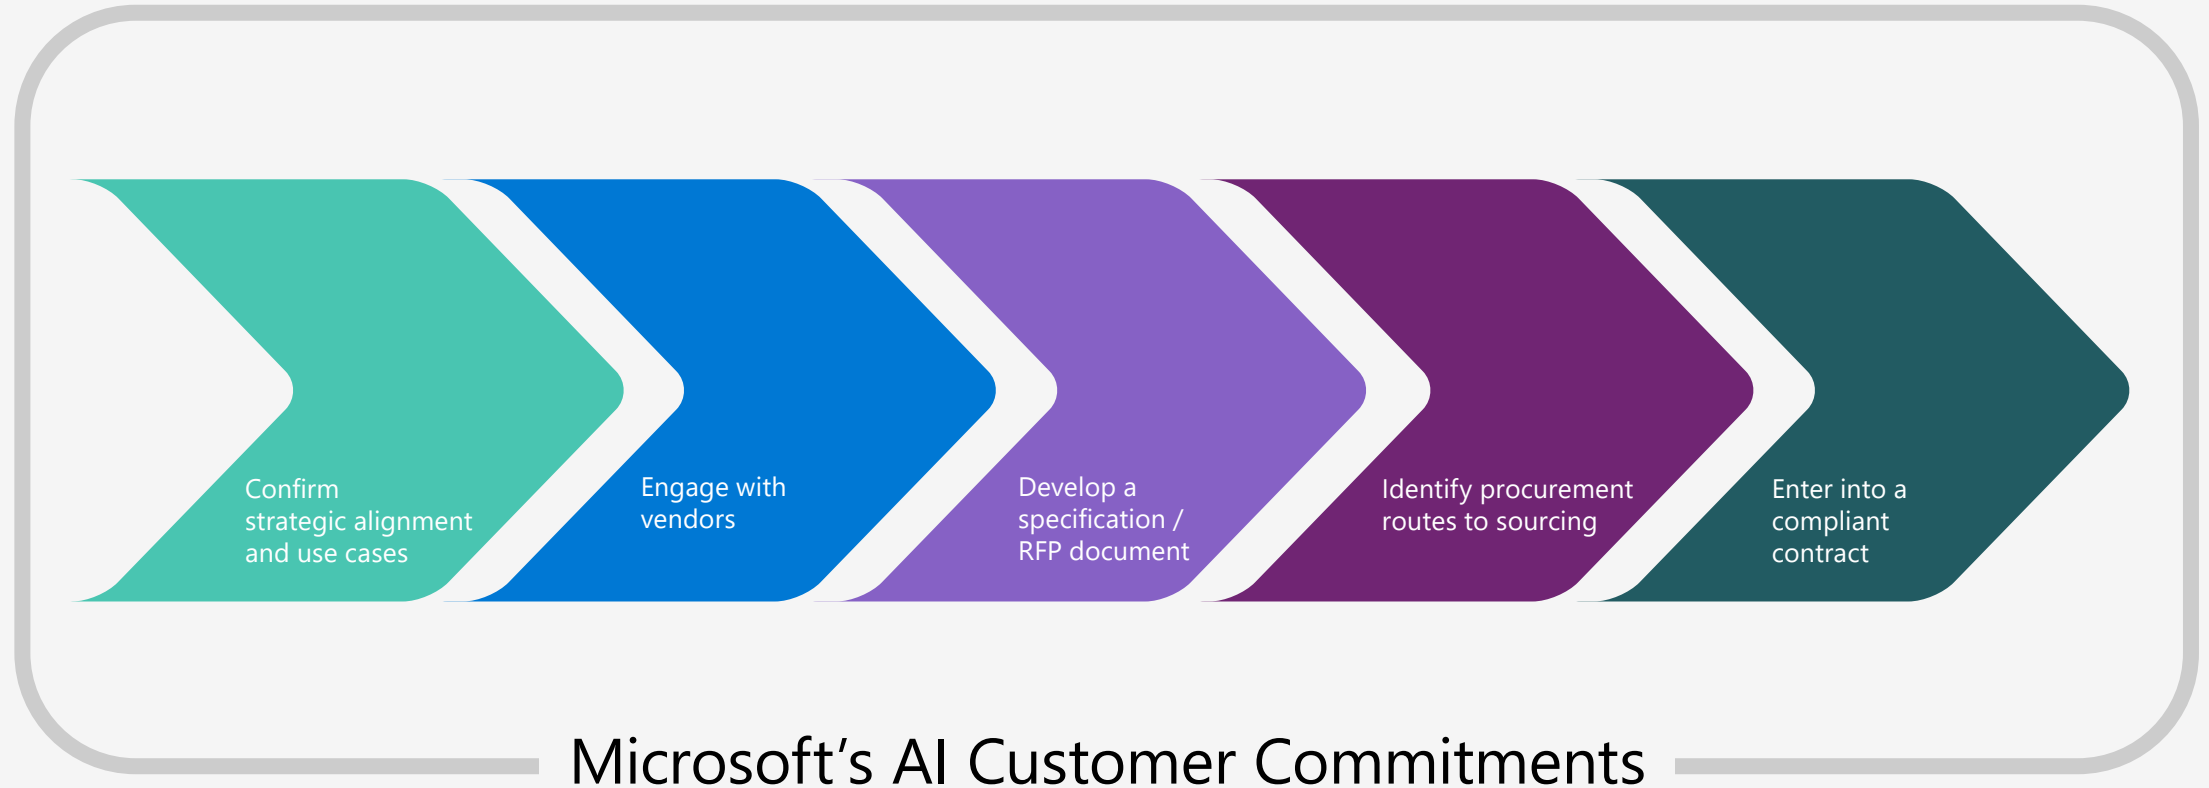 Confirm
strategic alignment
and use cases
Engage with
vendors
Develop a
specification /
RFP document
Identify procurement
routes to sourcing
Enter into a
compliant
contract
Microsoft’s AI Customer Commitments